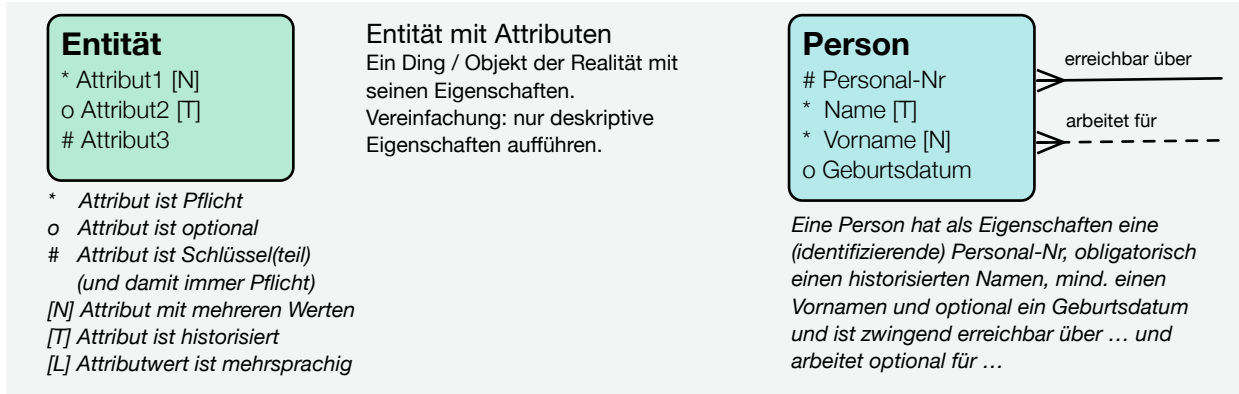 Entität
* Attribut1 [N]
o Attribut2 [T]
# Attribut3
* Attribut ist Pflicht
o Attribut ist optional
# Attribut ist Schlüssel(teil)
(und damit immer Pflicht)
[N] Attribut mit mehreren Werten
[T] Attribut ist historisiert
[L] Attributwert ist mehrsprachig
Entität mit Attributen
Ein Ding / Objekt der Realität mit
seinen Eigenschaften.
Vereinfachung: nur deskriptive
Eigenschaften aufführen.
Person
# Personal-Nr
* Name [T]
* Vorname [N]
o Geburtsdatum
erreichbar über
arbeitet für
Eine Person hat als Eigenschaften eine
(identifizierende) Personal-Nr, obligatorisch
einen historisierten Namen, mind. einen
Vornamen und optional ein Geburtsdatum
und ist zwingend erreichbar über … und
arbeitet optional für …